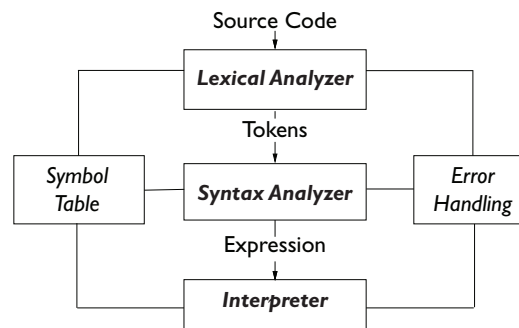 Source Code
Lexical Analyzer
Tokens
Symbol
Table
Syntax Analyzer
Error
Handling
Expression
Interpreter